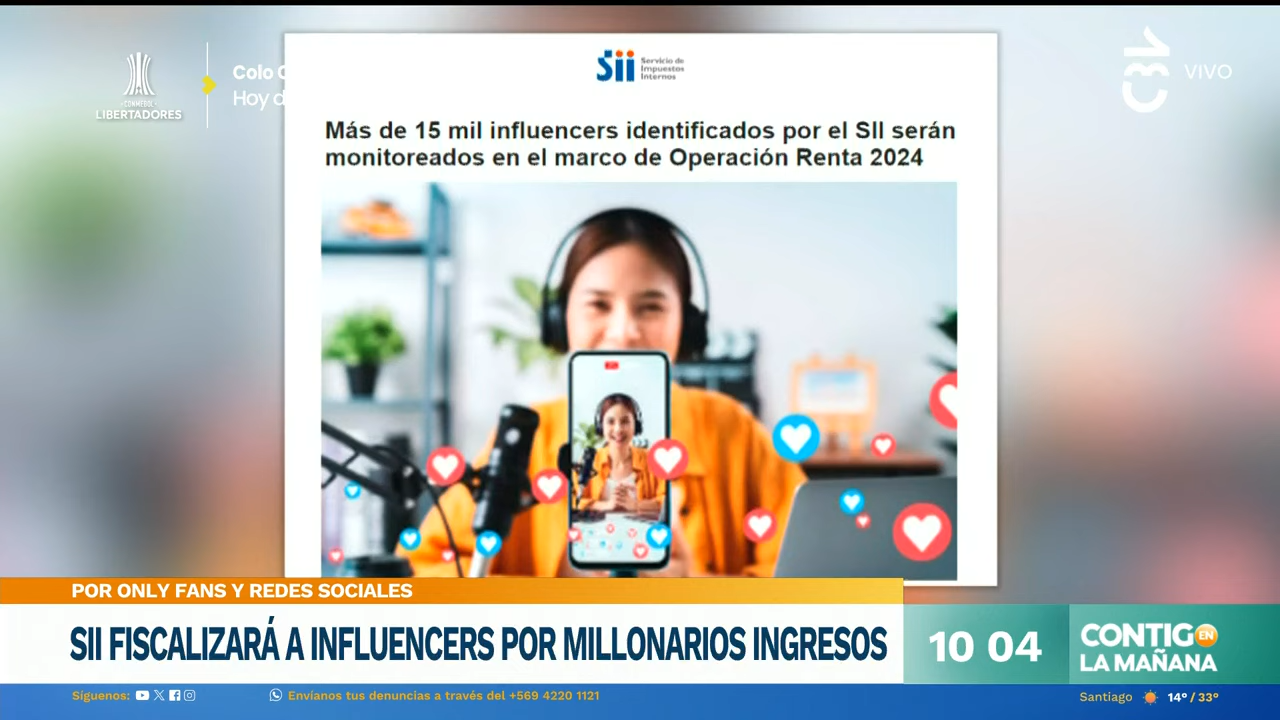 CONMEBOL
LIBERTADORES
Colo C
Hoy d
Sii Servicio de
Impuestos
Internos
VIVO
Más de 15 mil influencers identificados por el SII serán
monitoreados en el marco de Operación Renta 2024
POR ONLY FANS Y REDES SOCIALES
SII FISCALIZARÁ A INFLUENCERS POR MILLONARIOS INGRESOS
10 04
CONTIGO EN
LA MAÑANA
Síguenos:
Envíanos tus denuncias a través del +569 4220 1121
Santiago
14° / 33°